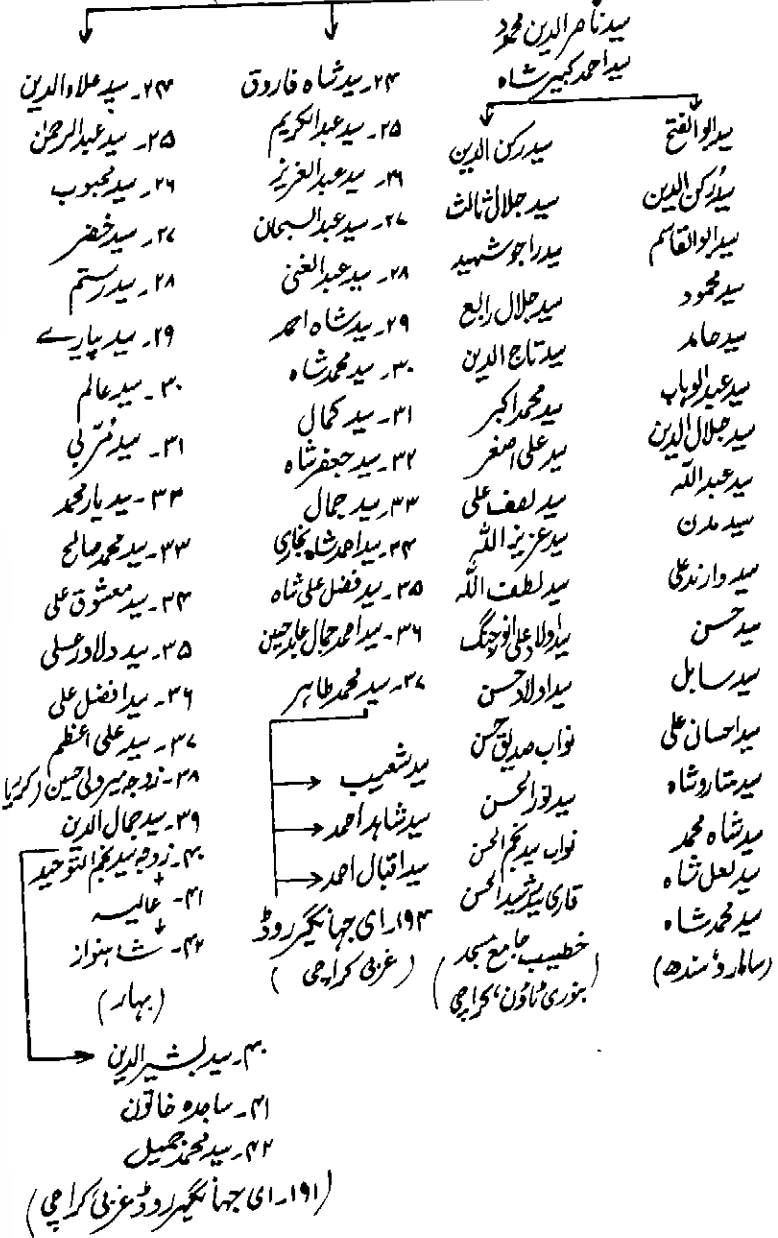 سید ناصر الدین محمود
سید احمد کبیر شاہ
سید ابوالفتح
سید رکن الدین
سید ابوالقاسم
سید محمود
سید حامد
سید عبدالوہاب
سید جلال الدین
سید عبداللہ
سید مدن
سید وارند علی
سید حسن
سید سابل
سید احسان علی
سید متارو شاہ
سید شاہ محمد
سید لعل شاہ
سید محمد شاہ
(سالارو، سندھ)
سید رکن الدین
سید جلال ثالث
سید راجو شہید
سید جلال رابع
سید تاج الدین
سید محمد اکبر
سید علی اصغر
سید لطف علی
سید عزیز اللہ
سید لطف اللہ
سید اولاد علی انور جنگ
سید اولاد حسن
نواب صدیق حسن
سید نور الحسن
نواب سید نجم الحسن
قاری سید رشید الحسن
(خطیب جامع مسجد
بنوری ٹاؤن، کراچی)
۲۴۔ سید شاہ فاروق
۲۵۔ سید عبدالکریم
۲۶۔ سید عبدالعزیز
۲۷۔ سید عبدالسبحان
۲۸۔ سید عبدالغنی
۲۹۔ سید شاہ احمد
۳۰۔ سید محمد شاہ
۳۱۔ سید کمال
۳۲۔ سید جعفر شاہ
۳۳۔ سید جمال
۳۴۔ سید احمد شاہ بخاری
۳۵۔ سید فضل علی شاہ
۳۶۔ سید احمد جمال عابد حسین
۳۷۔ سید محمد طاہر
سید شعیب
سید شاہد احمد
سید اقبال احمد
۱۹۴۔ ای جہانگیر روڈ
(غربی کراچی)
۲۴۔ سید علاء الدین
۲۵۔ سید عبدالرحمٰن
۲۶۔ سید محبوب
۲۷۔ سید خضر
۲۸۔ سید رستم
۲۹۔ سید پیارے
۳۰۔ سید عالم
۳۱۔ سید مُربّی
۳۳۔ سید یار محمد
۳۳۔ سید محمد صالح
۳۴۔ سید معشوق علی
۳۵۔ سید دلاور علی
۳۶۔ سید افضل علی
۳۷۔ سید علی اعظم
۳۸۔ زوجہ میر ولی حسین (کرپا
۳۹۔ سید جمال الدین
۴۰۔ زوجہ سید نجم التوحید
۴۱۔ عالیہ
۴۲۔ شاہنواز
(بہار)
۴۰۔ سید بشیر الدین
۴۱۔ ساجدہ خاتون
۴۲۔ سید محمد جمیل
(۱۹۱۔ ای جہانگیر روڈ غربی کراچی)